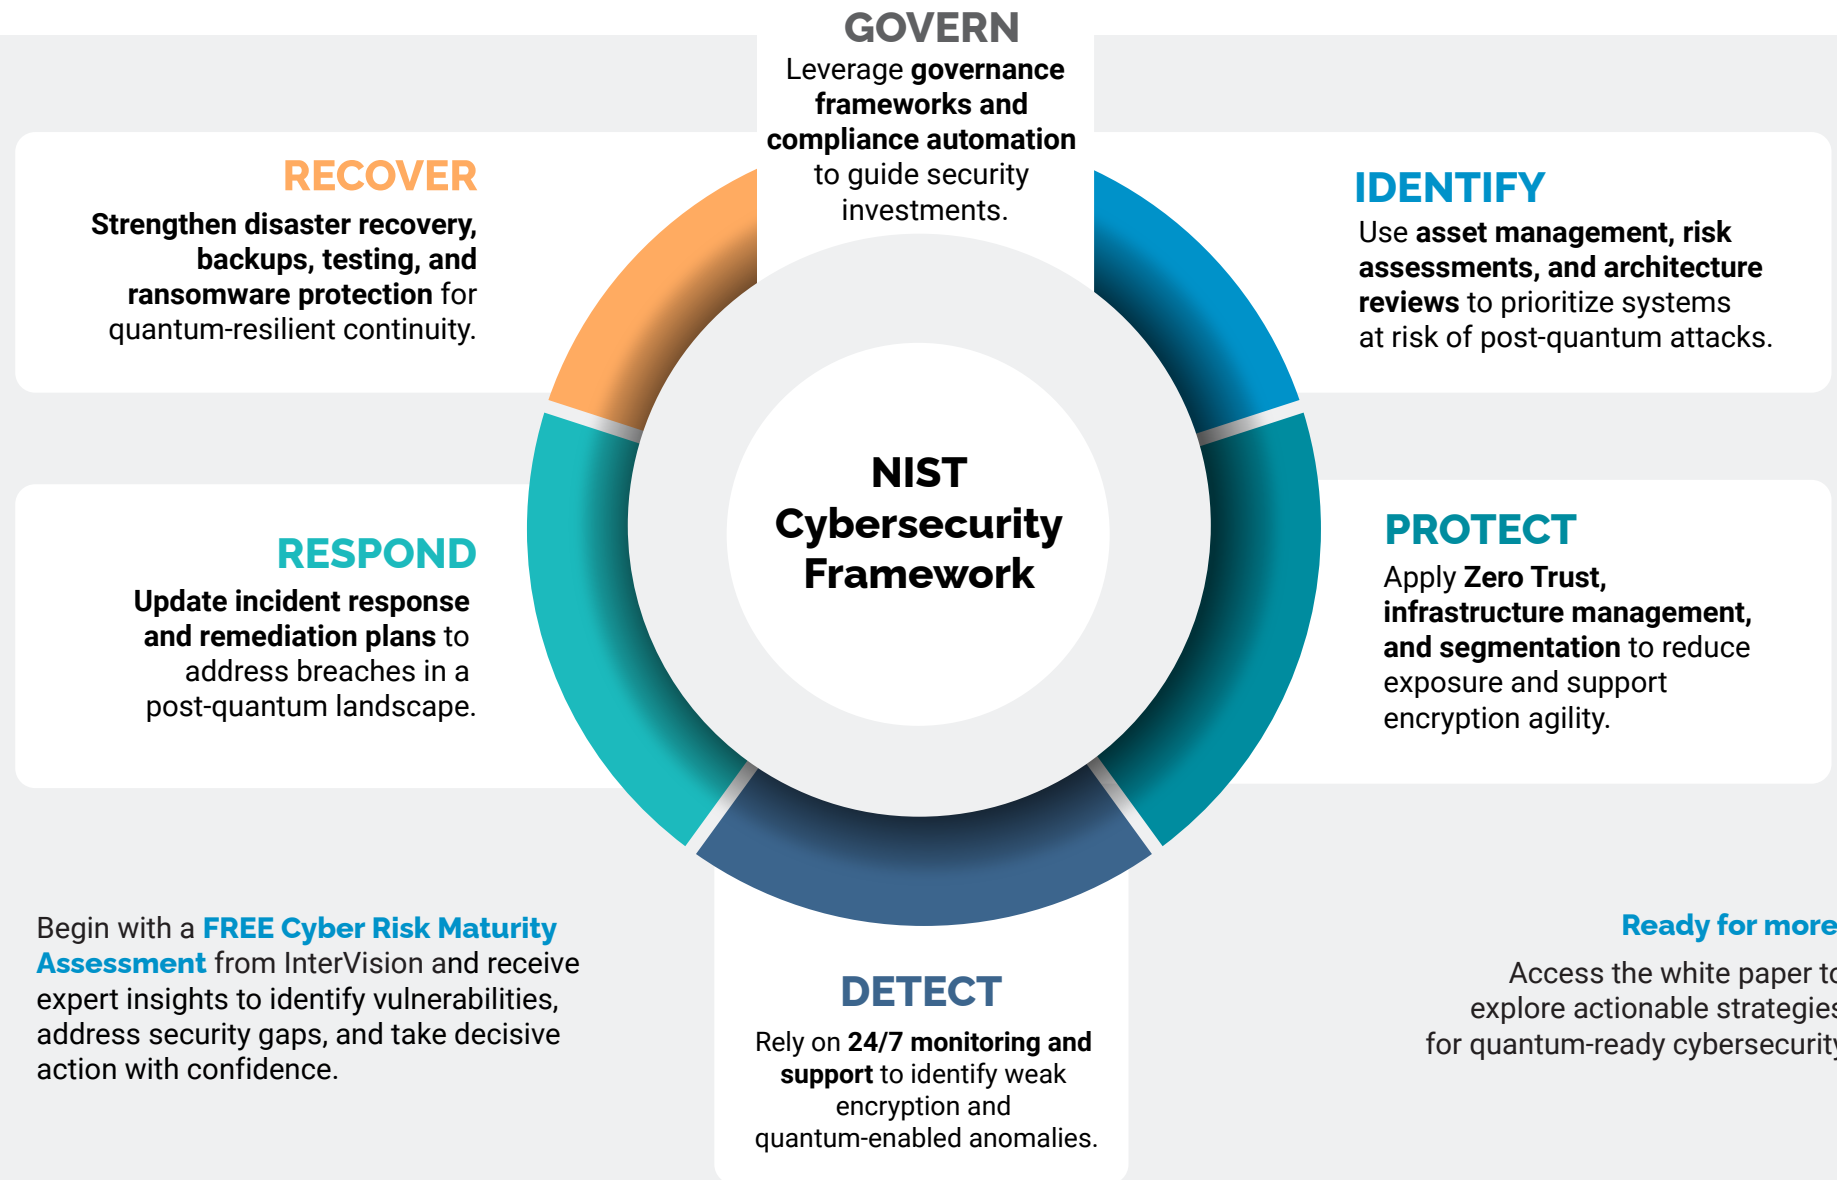 GOVERN
Leverage governance
frameworks and
compliance automation
to guide security
investments.
RECOVER
Strengthen disaster recovery,
backups, testing, and
ransomware protection for
quantum-resilient continuity.
IDENTIFY
Use asset management, risk
assessments, and architecture
reviews to prioritize systems
at risk of post-quantum attacks.
NIST
Cybersecurity
Framework
RESPOND
Update incident response
and remediation plans to
address breaches in a
post-quantum landscape.
PROTECT
Apply Zero Trust,
infrastructure management,
and segmentation to reduce
exposure and support
encryption agility.
DETECT
Rely on 24/7 monitoring and
support to identify weak
encryption and
quantum-enabled anomalies.
Begin with a FREE Cyber Risk Maturity
Assessment from InterVision and receive
expert insights to identify vulnerabilities,
address security gaps, and take decisive
action with confidence.
Ready for more
Access the white paper to
explore actionable strategies
for quantum-ready cybersecurity